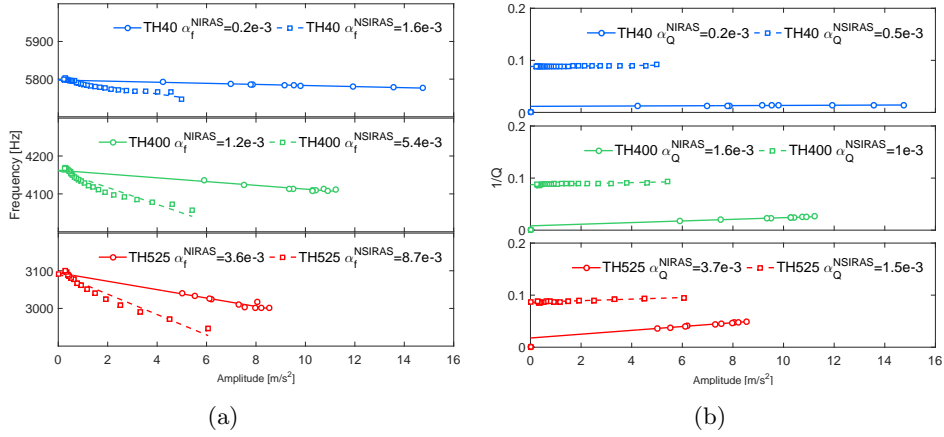 TH40 α_f^NIRAS=0.2e-3 TH40 α_f^NSIRAS=1.6e-3
5900
5800
5700
TH400 α_f^NIRAS=1.2e-3 TH400 α_f^NSIRAS=5.4e-3
4200
4100
4000
Frequency [Hz]
TH525 α_f^NIRAS=3.6e-3 TH525 α_f^NSIRAS=8.7e-3
3100
3000
2900
0 2 4 6 8 10 12 14 16
Amplitude [m/s²]
(a)
TH40 α_Q^NIRAS=0.2e-3 TH40 α_Q^NSIRAS=0.5e-3
0.2
0.1
0
TH400 α_Q^NIRAS=1.6e-3 TH400 α_Q^NSIRAS=1e-3
0.2
0.1
0
1/Q
TH525 α_Q^NIRAS=3.7e-3 TH525 α_Q^NSIRAS=1.5e-3
0.2
0.1
0
0 2 4 6 8 10 12 14 16
Amplitude [m/s²]
(b)